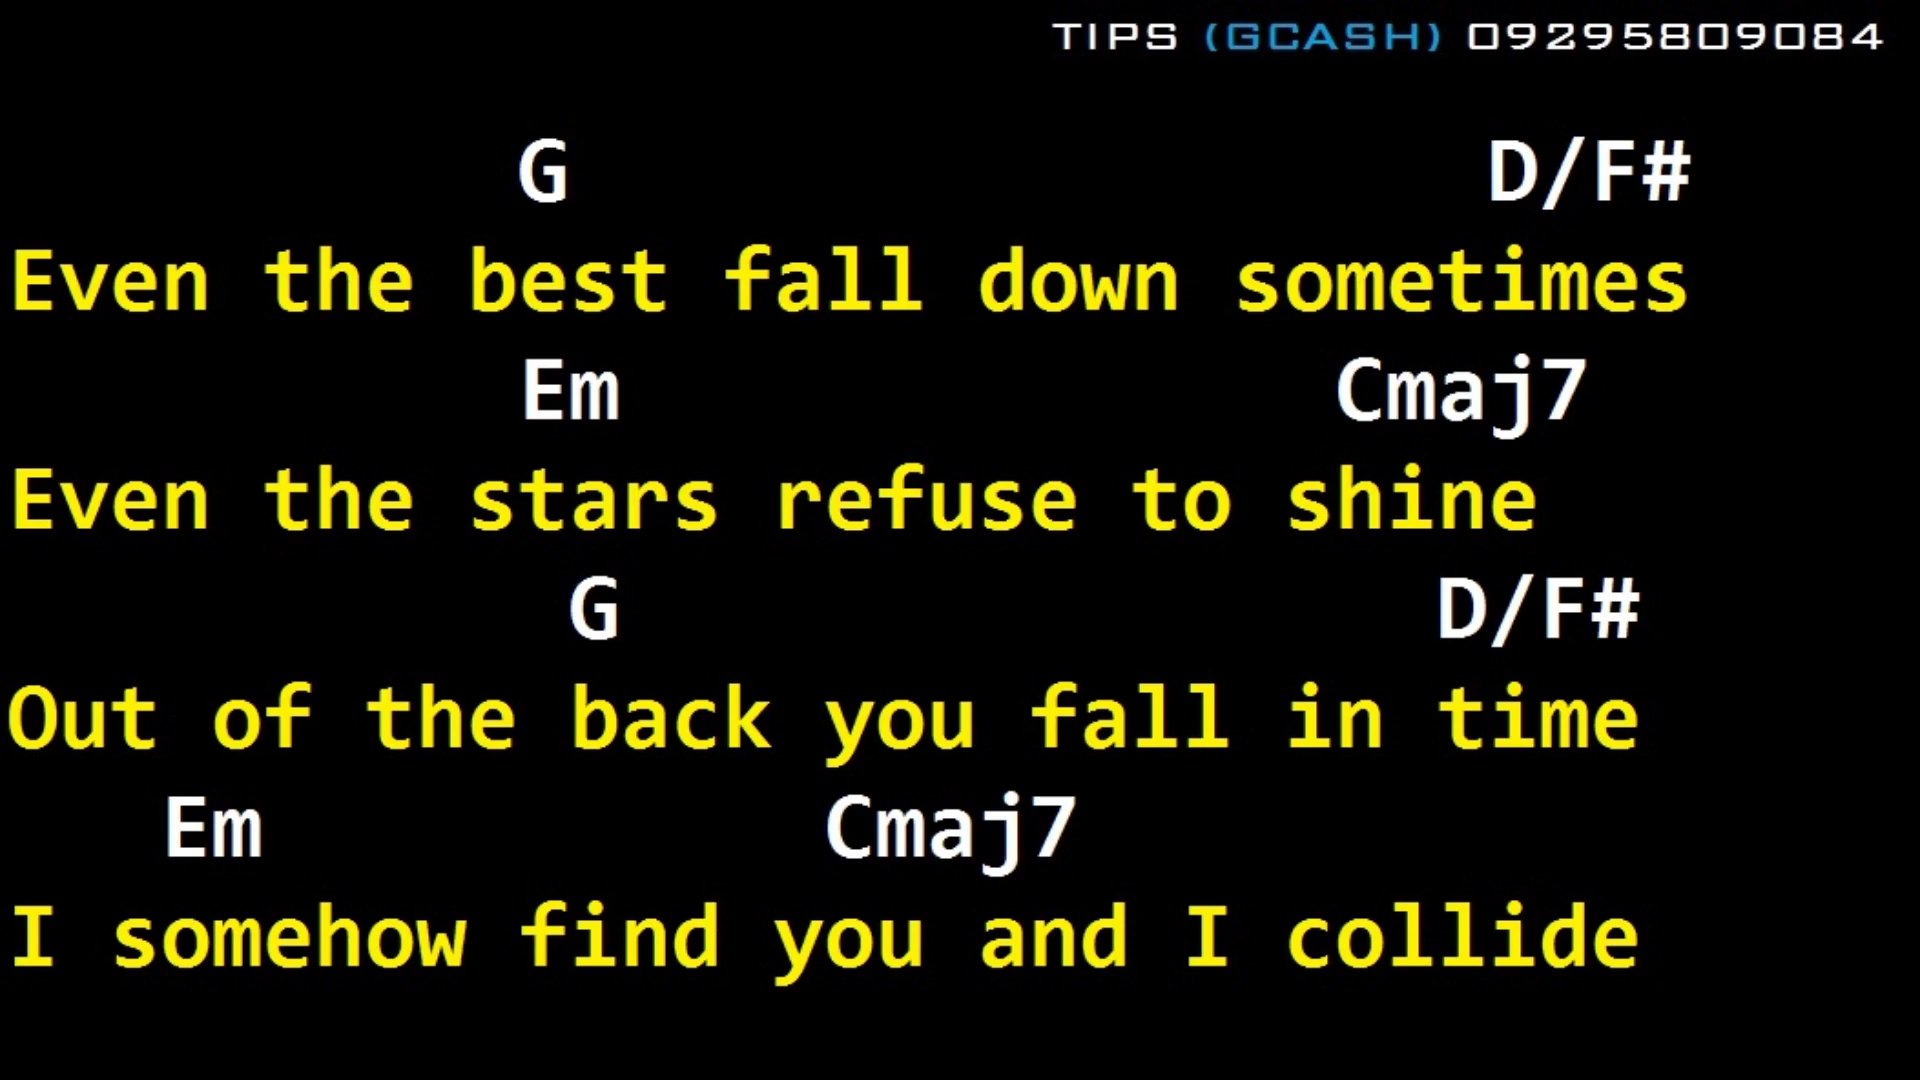 TIPS (GCASH) 09295809084
G D/F#
Even the best fall down sometimes
Em Cmaj7
Even the stars refuse to shine
G D/F#
Out of the back you fall in time
Em Cmaj7
I somehow find you and I collide